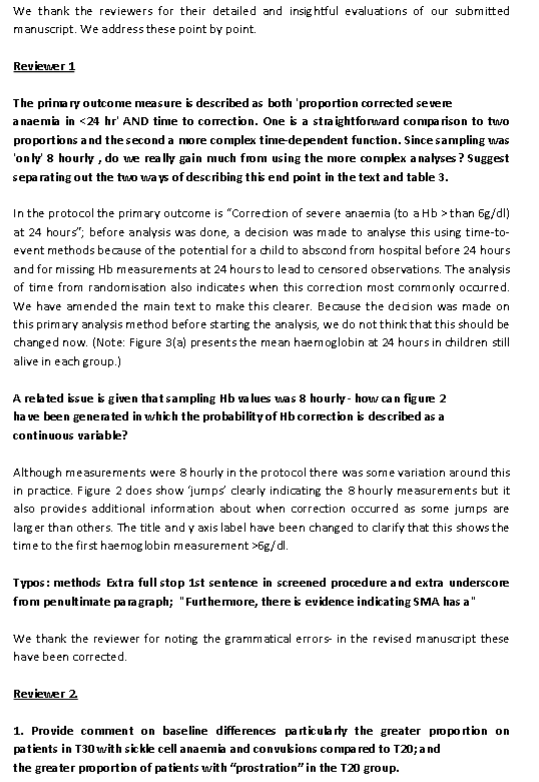 We thank the reviewers for their detailed and insightful evaluations of our submitted
manuscript. We address these point by point.
Reviewer 1
The primary outcome measure is described as both 'proportion corrected severe
anaemia in <24 hr' AND time to correction. One is a straightforward comparison to two
proportions and the second a more complex time-dependent function. Since sampling was
'only' 8 hourly , do we really gain much from using the more complex analyses? Suggest
separating out the two ways of describing this end point in the text and table 3.
In the protocol the primary outcome is "Correction of severe anaemia (to a Hb > than 6g/dl)
at 24 hours"; before analysis was done, a decision was made to analyse this using time-to-
event methods because of the potential for a child to abscond from hospital before 24 hours
and for missing Hb measurements at 24 hours to lead to censored observations. The analysis
of time from randomisation also indicates when this correction most commonly occurred.
We have amended the main text to make this clearer. Because the decision was made on
this primary analysis method before starting the analysis, we do not think that this should be
changed now. (Note: Figure 3(a) presents the mean haemoglobin at 24 hours in children still
alive in each group.)
A related issue is given that sampling Hb values was 8 hourly - how can figure 2
have been generated in which the probability of Hb correction is described as a
continuous variable?
Although measurements were 8 hourly in the protocol there was some variation around this
in practice. Figure 2 does show 'jumps' clearly indicating the 8 hourly measurements but it
also provides additional information about when correction occurred as some jumps are
larger than others. The title and y axis label have been changed to clarify that this shows the
time to the first haemoglobin measurement >6g/dl.
Typos: methods Extra full stop 1st sentence in screened procedure and extra underscore
from penultimate paragraph; "Furthermore, there is evidence indicating SMA has a"
We thank the reviewer for noting the grammatical errors- in the revised manuscript these
have been corrected.
Reviewer 2.
1. Provide comment on baseline differences particularly the greater proportion on
patients in T30 with sickle cell anaemia and convulsions compared to T20; and
the greater proportion of patients with "prostration" in the T20 group.